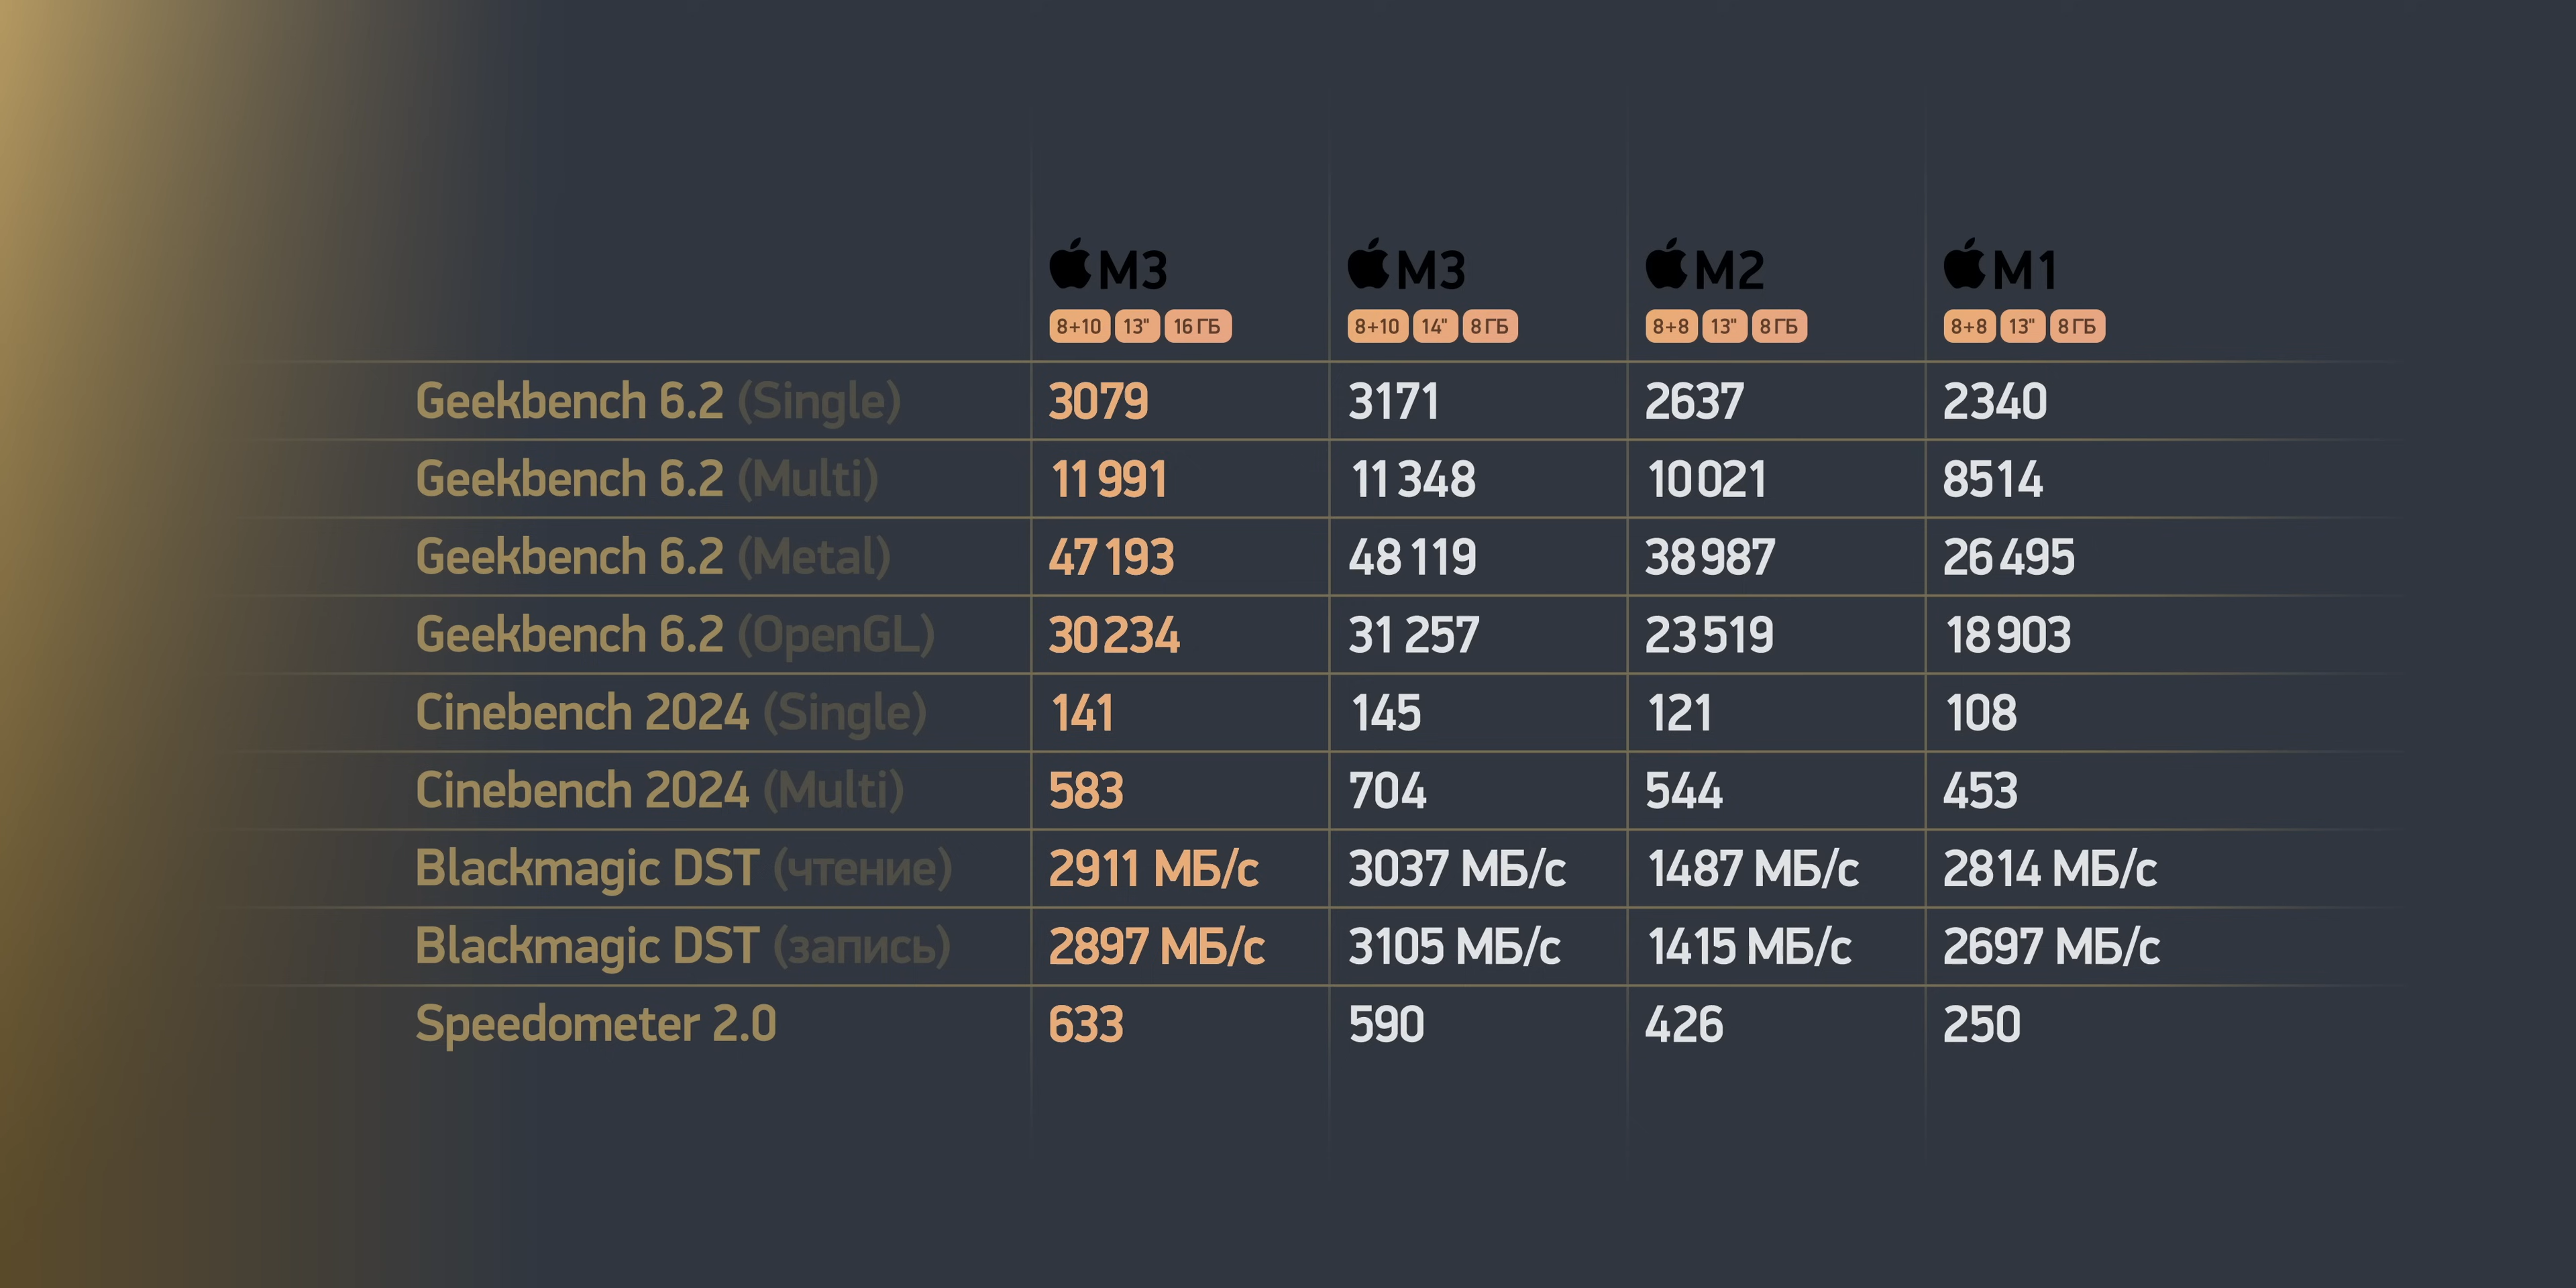 M3 M3 M2 M1
8+10 13" 16 ГБ 8+10 14" 8 ГБ 8+8 13" 8 ГБ 8+8 13" 8 ГБ
Geekbench 6.2 (Single) 3079 3171 2637 2340
Geekbench 6.2 (Multi) 11 991 11 348 10 021 8514
Geekbench 6.2 (Metal) 47 193 48 119 38 987 26 495
Geekbench 6.2 (OpenGL) 30 234 31 257 23 519 18 903
Cinebench 2024 (Single) 141 145 121 108
Cinebench 2024 (Multi) 583 704 544 453
Blackmagic DST (чтение) 2911 МБ/с 3037 МБ/с 1487 МБ/с 2814 МБ/с
Blackmagic DST (запись) 2897 МБ/с 3105 МБ/с 1415 МБ/с 2697 МБ/с
Speedometer 2.0 633 590 426 250